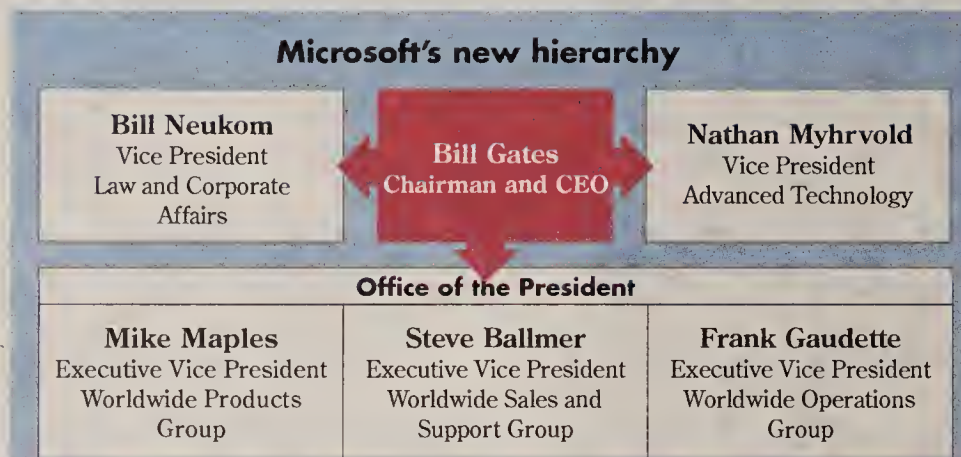 Microsoft's new hierarchy
Bill Neukom
Vice President
Law and Corporate
Affairs
Bill Gates
Chairman and CEO
Nathan Myhrvold
Vice President
Advanced Technology
Office of the President
Mike Maples
Executive Vice President
Worldwide Products
Group
Steve Ballmer
Executive Vice President
Worldwide Sales and
Support Group
Frank Gaudette
Executive Vice President
Worldwide Operations
Group